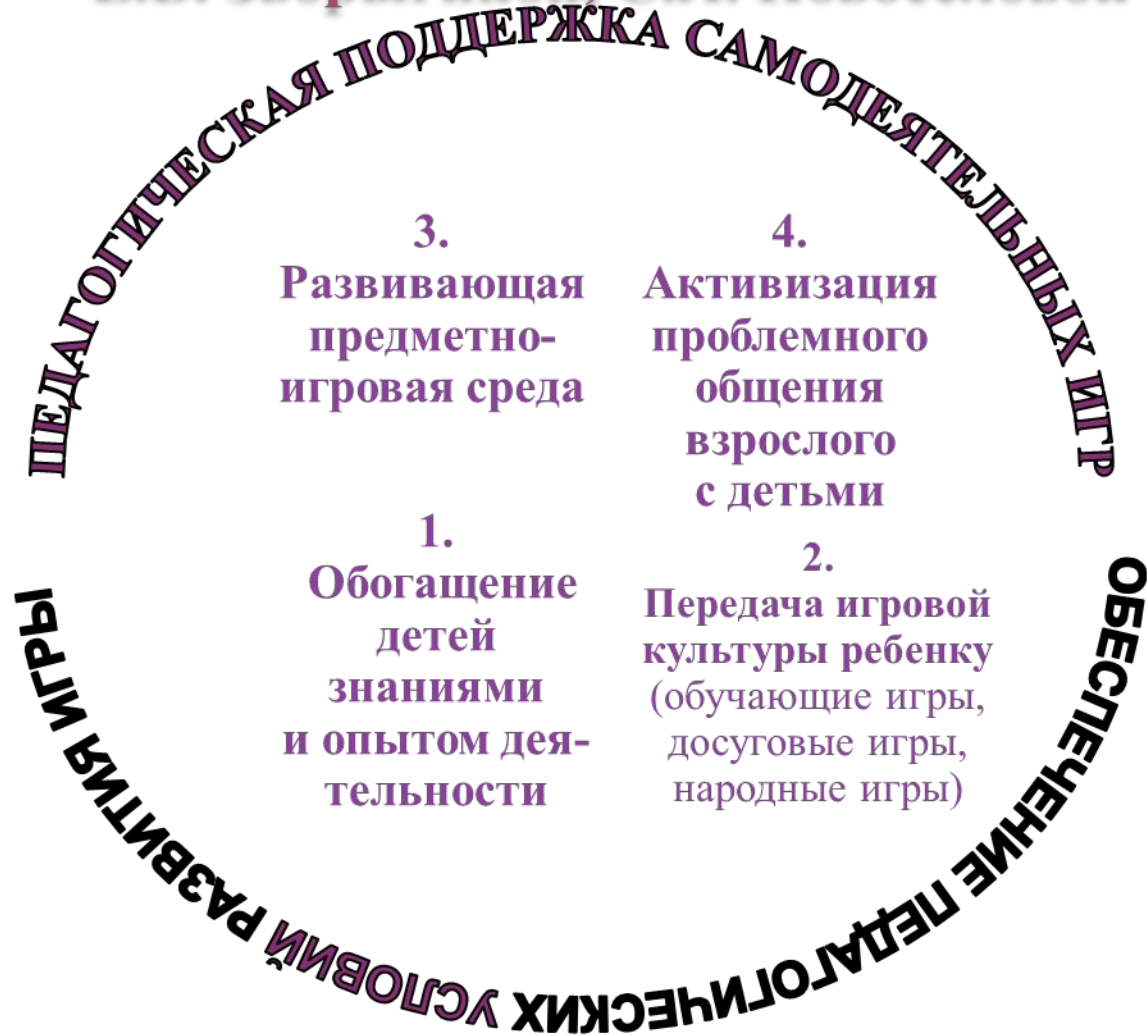 ПЕДАГОГИЧЕСКАЯ ПОДДЕРЖКА САМОДЕЯТЕЛЬНЫХ ИГР
3.
Развивающая
предметно-
игровая среда
4.
Активизация
проблемного
общения
взрослого
с детьми
1.
Обогащение
детей
знаниями
и опытом дея-
тельности
2.
Передача игровой
культуры ребенку
(обучающие игры,
досуговые игры,
народные игры)
ОБЕСПЕЧЕНИЕ ПЕДАГОГИЧЕСКИХ УСЛОВИЙ РАЗВИТИЯ ИГРЫ